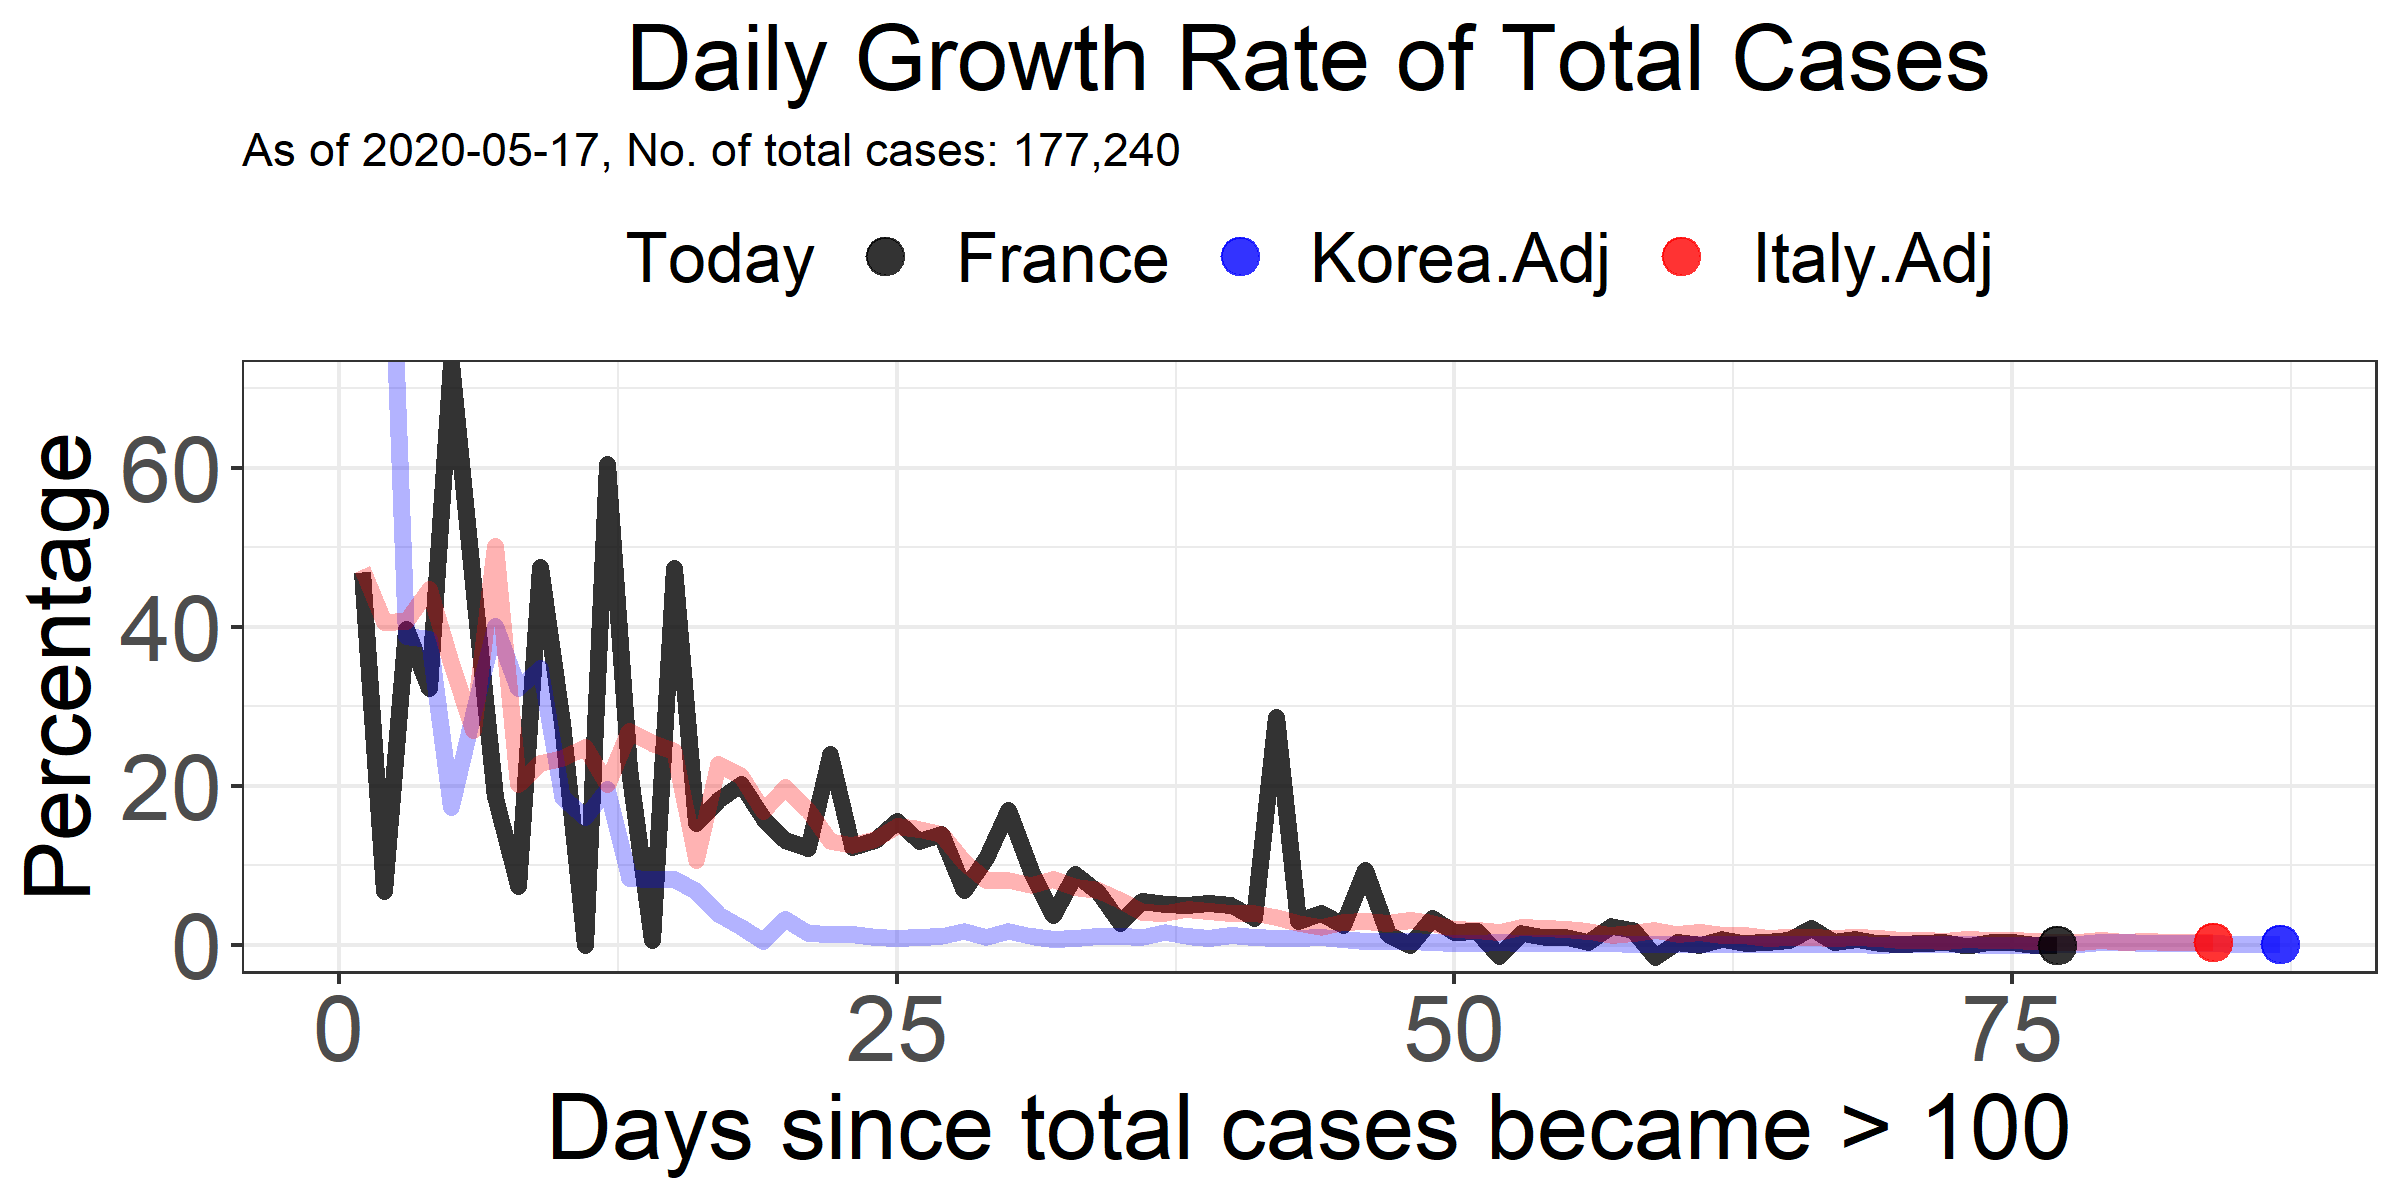 Daily Growth Rate of Total Cases
As of 2020-05-17, No. of total cases: 177,240
Today France Korea.Adj Italy.Adj
Percentage
60
40
20
0
0 25 50 75
Days since total cases became > 100